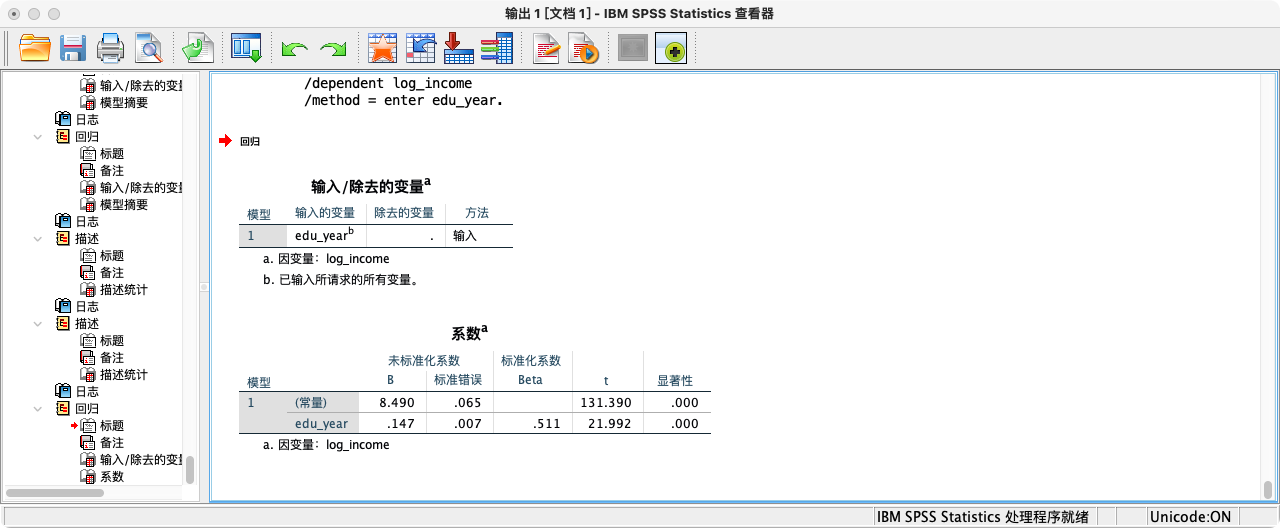 输出 1 [文档 1] - IBM SPSS Statistics 查看器
输入/除去的变量
模型摘要
日志
回归
标题
备注
输入/除去的变量
模型摘要
日志
描述
标题
备注
描述统计
日志
描述
标题
备注
描述统计
日志
回归
标题
备注
输入/除去的变量
系数
/dependent log_income
/method = enter edu_year.
回归
输入/除去的变量a
模型 输入的变量 除去的变量 方法
1 edu_yearb . 输入
a. 因变量：log_income
b. 已输入所请求的所有变量。
系数a
未标准化系数 标准化系数
模型 B 标准错误 Beta t 显著性
1 (常量) 8.490 .065 131.390 .000
edu_year .147 .007 .511 21.992 .000
a. 因变量：log_income
IBM SPSS Statistics 处理程序就绪 Unicode:ON